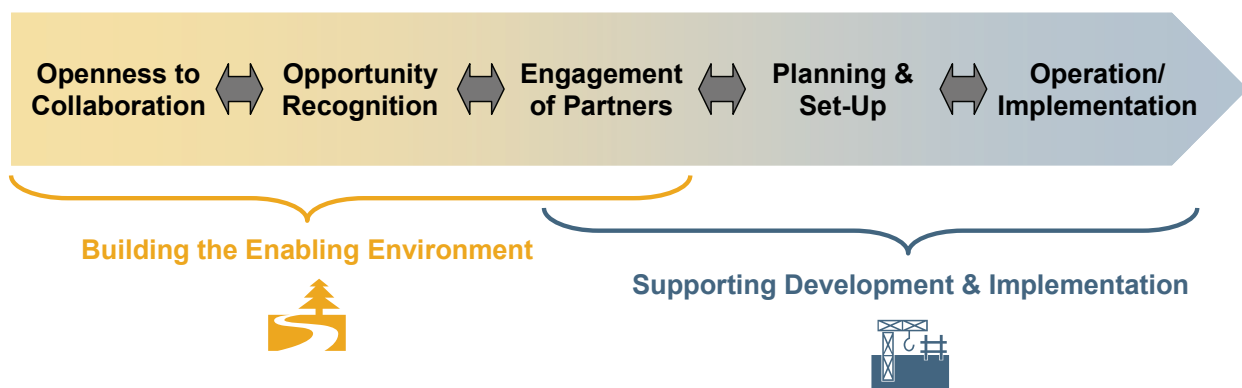 Openness to
Collaboration
Opportunity
Recognition
Engagement
of Partners
Planning &
Set-Up
Operation/
Implementation
Building the Enabling Environment
Supporting Development & Implementation